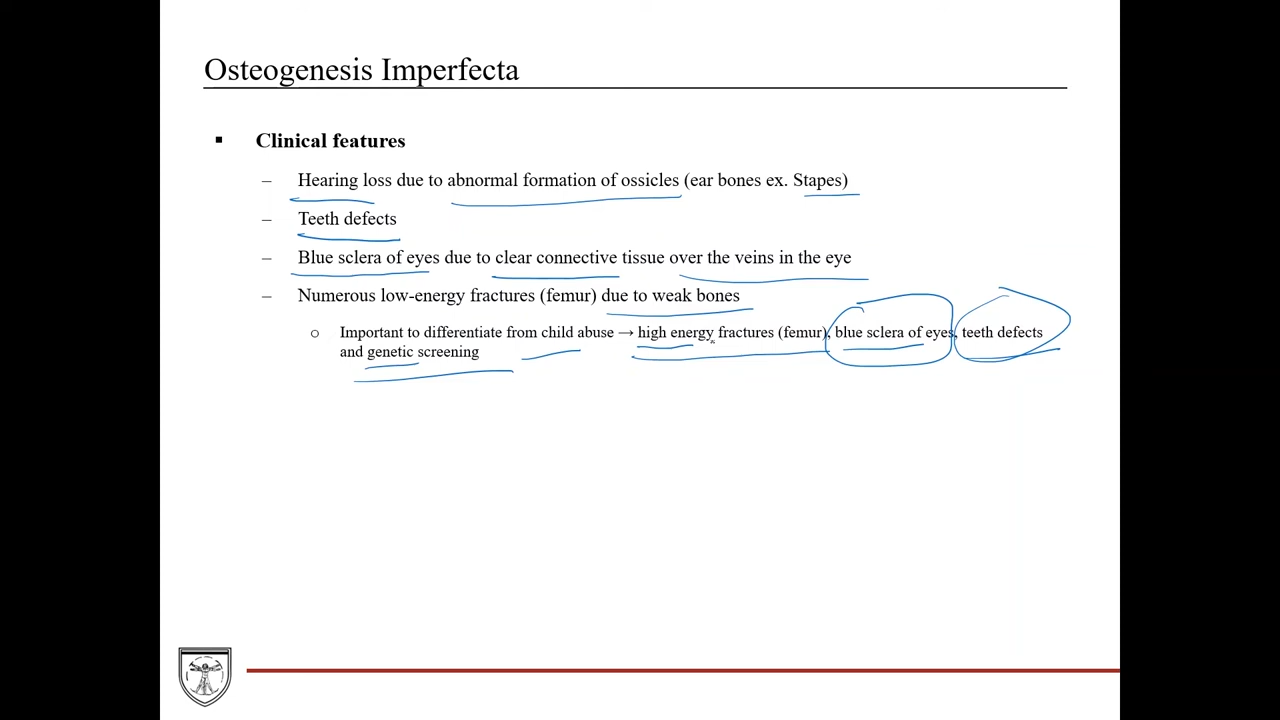 Osteogenesis Imperfecta
▪ Clinical features
– Hearing loss due to abnormal formation of ossicles (ear bones ex. Stapes)
– Teeth defects
– Blue sclera of eyes due to clear connective tissue over the veins in the eye
– Numerous low-energy fractures (femur) due to weak bones
o Important to differentiate from child abuse → high energy fractures (femur), blue sclera of eyes, teeth defects
and genetic screening